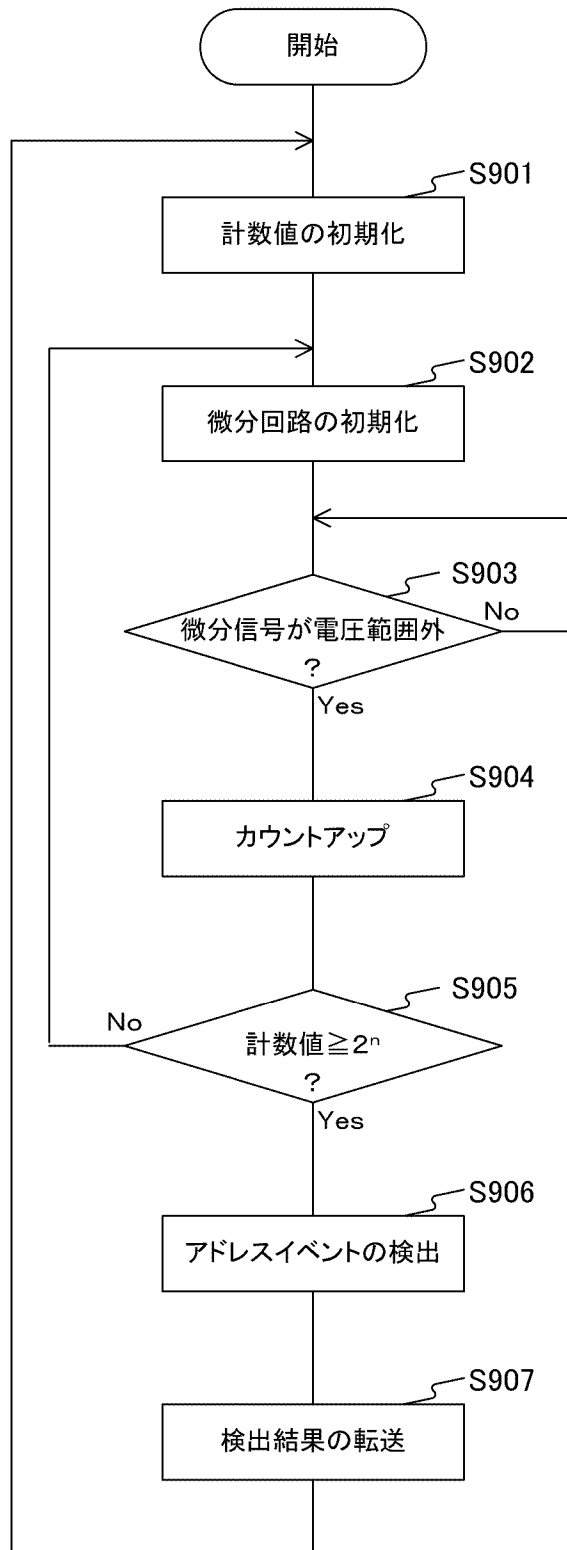 開始
S901
計数値の初期化
S902
微分回路の初期化
S903
微分信号が電圧範囲外
?
No
Yes
S904
カウントアップ
S905
計数値≧2ⁿ
?
No
Yes
S906
アドレスイベントの検出
S907
検出結果の転送